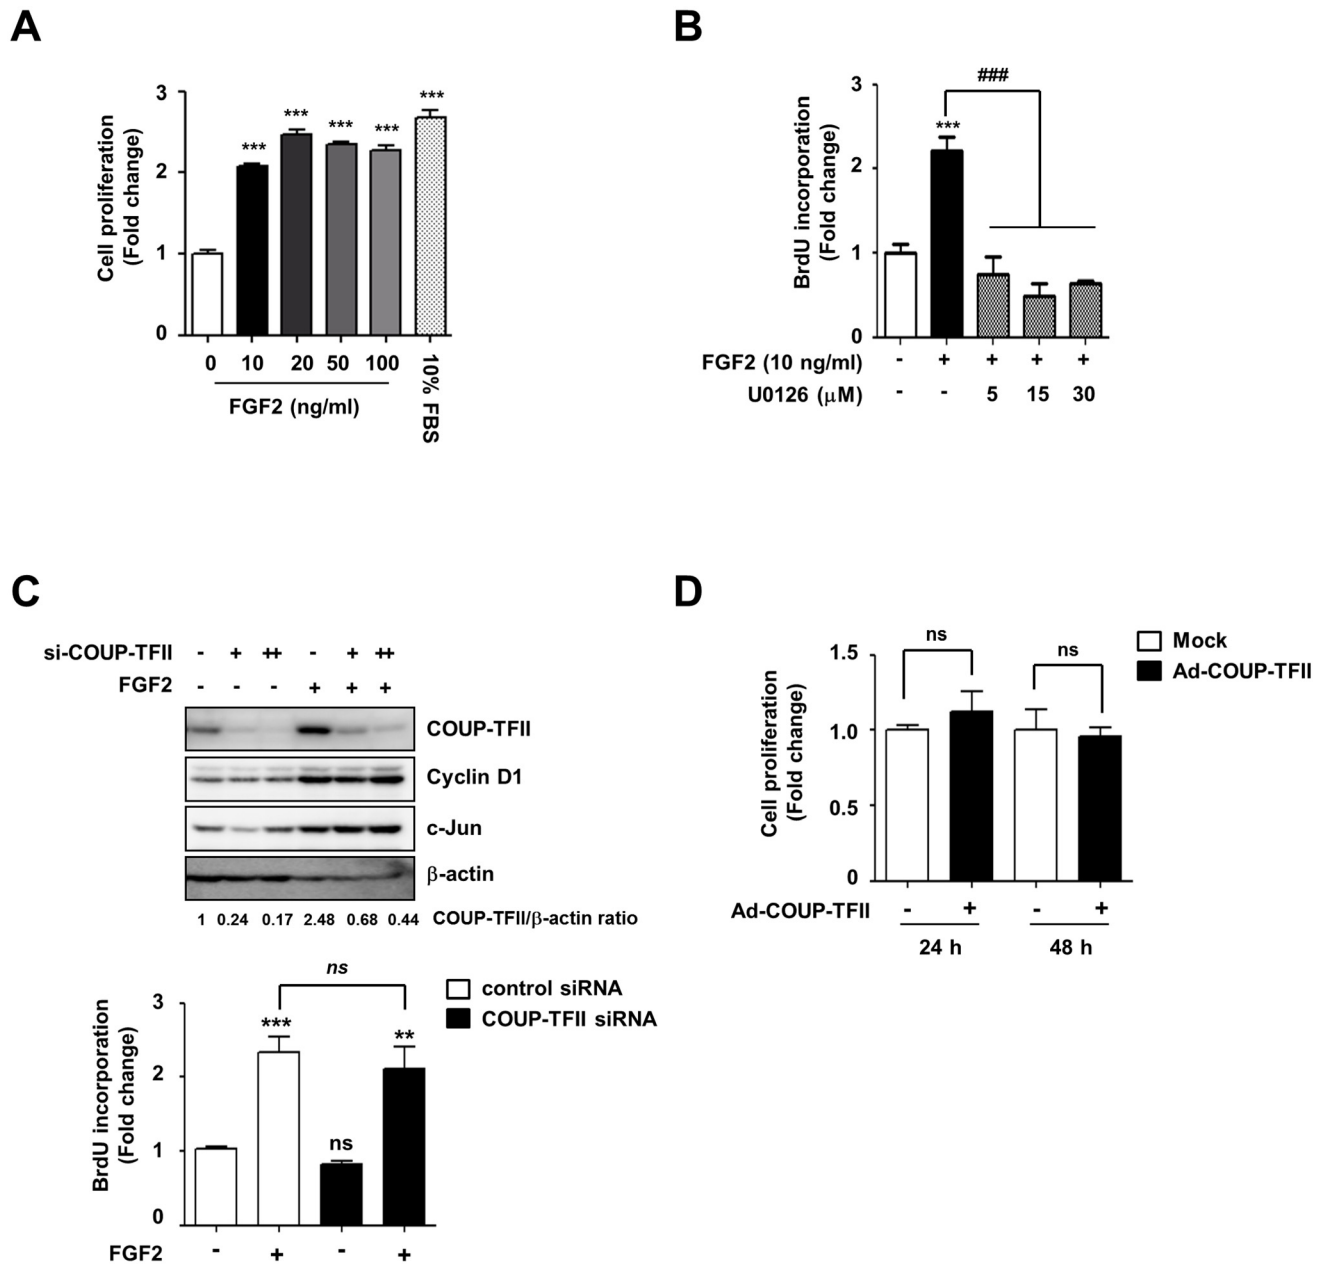 A
Cell proliferation
(Fold change)
3
2
1
0
***
***
***
***
***
0 10 20 50 100 10% FBS
FGF2 (ng/ml)
B
BrdU incorporation
(Fold change)
3
2
1
0
###
***
FGF2 (10 ng/ml) - + + + +
U0126 (μM) - - 5 15 30
C
si-COUP-TFII - + ++ - + ++
FGF2 - - - + + +
COUP-TFII
Cyclin D1
c-Jun
β-actin
1 0.24 0.17 2.48 0.68 0.44 COUP-TFII/β-actin ratio
BrdU incorporation
(Fold change)
3
2
1
0
ns
***
ns
**
control siRNA
COUP-TFII siRNA
FGF2 - + - +
D
Cell proliferation
(Fold change)
1.5
1.0
0.5
0
ns
ns
Mock
Ad-COUP-TFII
Ad-COUP-TFII - + - +
24 h 48 h